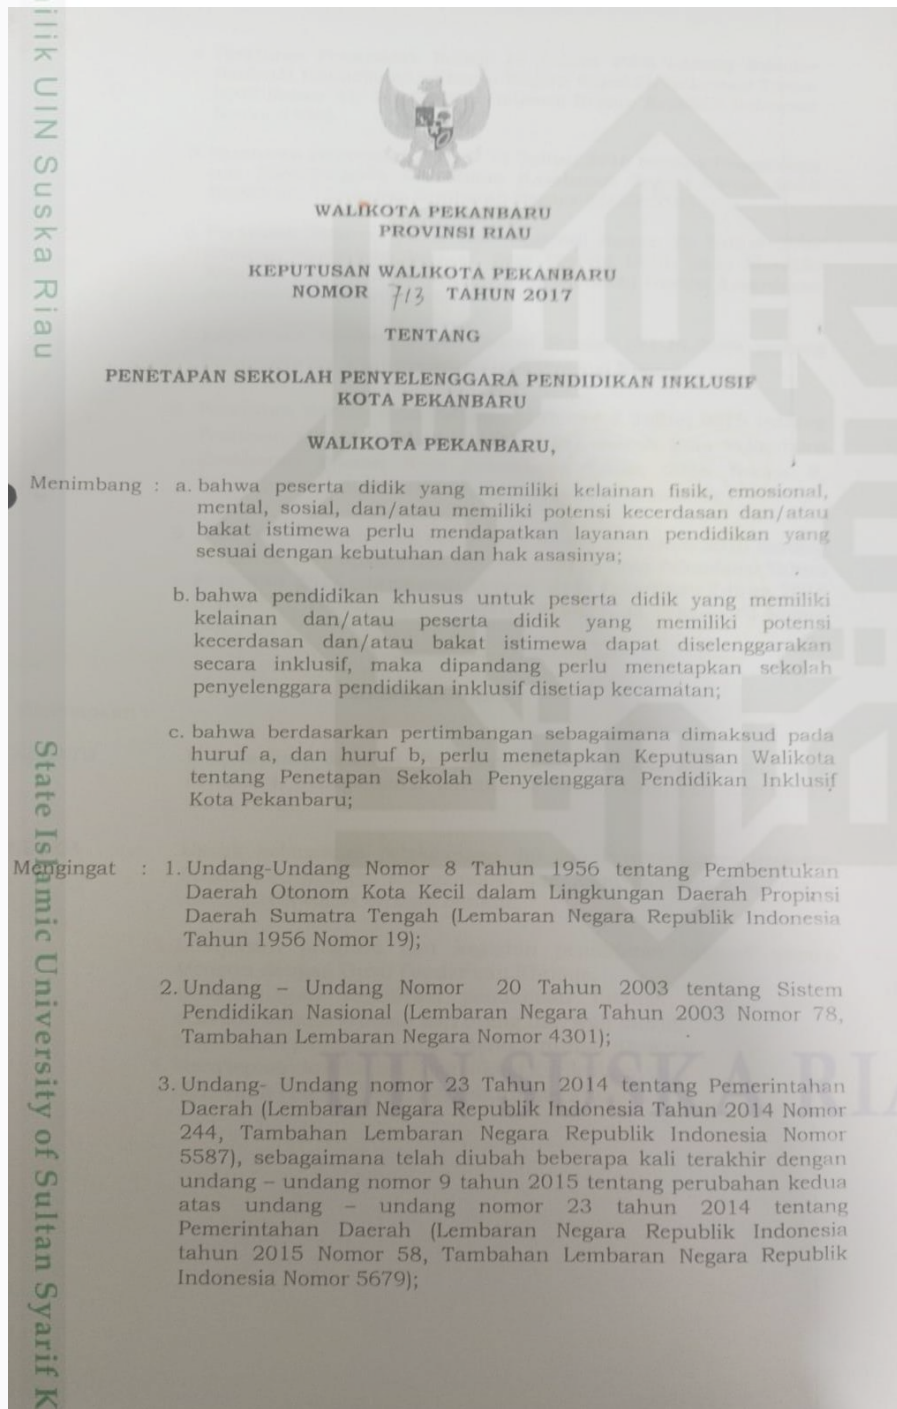 WALIKOTA PEKANBARU
PROVINSI RIAU
KEPUTUSAN WALIKOTA PEKANBARU
NOMOR 713 TAHUN 2017
TENTANG
PENETAPAN SEKOLAH PENYELENGGARA PENDIDIKAN INKLUSIF
KOTA PEKANBARU
WALIKOTA PEKANBARU,
Menimbang : a. bahwa peserta didik yang memiliki kelainan fisik, emosional,
mental, sosial, dan/atau memiliki potensi kecerdasan dan/atau
bakat istimewa perlu mendapatkan layanan pendidikan yang
sesuai dengan kebutuhan dan hak asasinya;
b. bahwa pendidikan khusus untuk peserta didik yang memiliki
kelainan dan/atau peserta didik yang memiliki potensi
kecerdasan dan/atau bakat istimewa dapat diselenggarakan
secara inklusif, maka dipandang perlu menetapkan sekolah
penyelenggara pendidikan inklusif disetiap kecamatan;
c. bahwa berdasarkan pertimbangan sebagaimana dimaksud pada
huruf a, dan huruf b, perlu menetapkan Keputusan Walikota
tentang Penetapan Sekolah Penyelenggara Pendidikan Inklusif
Kota Pekanbaru;
Mengingat : 1. Undang-Undang Nomor 8 Tahun 1956 tentang Pembentukan
Daerah Otonom Kota Kecil dalam Lingkungan Daerah Propinsi
Daerah Sumatra Tengah (Lembaran Negara Republik Indonesia
Tahun 1956 Nomor 19);
2. Undang – Undang Nomor 20 Tahun 2003 tentang Sistem
Pendidikan Nasional (Lembaran Negara Tahun 2003 Nomor 78,
Tambahan Lembaran Negara Nomor 4301);
3. Undang- Undang nomor 23 Tahun 2014 tentang Pemerintahan
Daerah (Lembaran Negara Republik Indonesia Tahun 2014 Nomor
244, Tambahan Lembaran Negara Republik Indonesia Nomor
5587), sebagaimana telah diubah beberapa kali terakhir dengan
undang – undang nomor 9 tahun 2015 tentang perubahan kedua
atas undang – undang nomor 23 tahun 2014 tentang
Pemerintahan Daerah (Lembaran Negara Republik Indonesia
tahun 2015 Nomor 58, Tambahan Lembaran Negara Republik
Indonesia Nomor 5679);
ilik UIN Suska Riau
State Islamic University of Sultan Syarif K
UIN SUSKA RIA